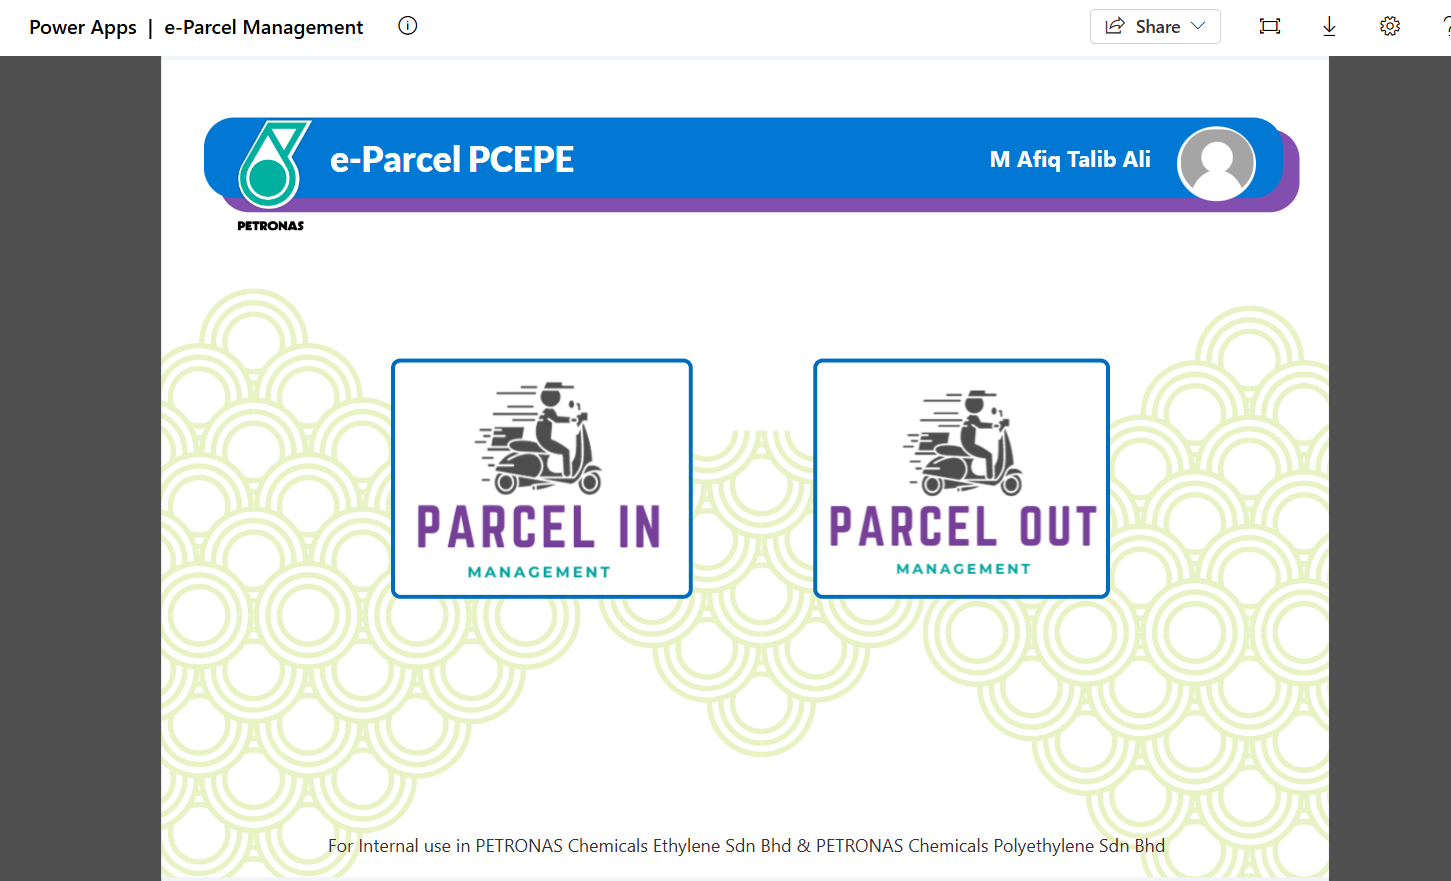 Power Apps | e-Parcel Management
Share
?
e-Parcel PCEPE
M Afiq Talib Ali
PETRONAS
PARCEL IN
MANAGEMENT
PARCEL OUT
MANAGEMENT
For Internal use in PETRONAS Chemicals Ethylene Sdn Bhd & PETRONAS Chemicals Polyethylene Sdn Bhd